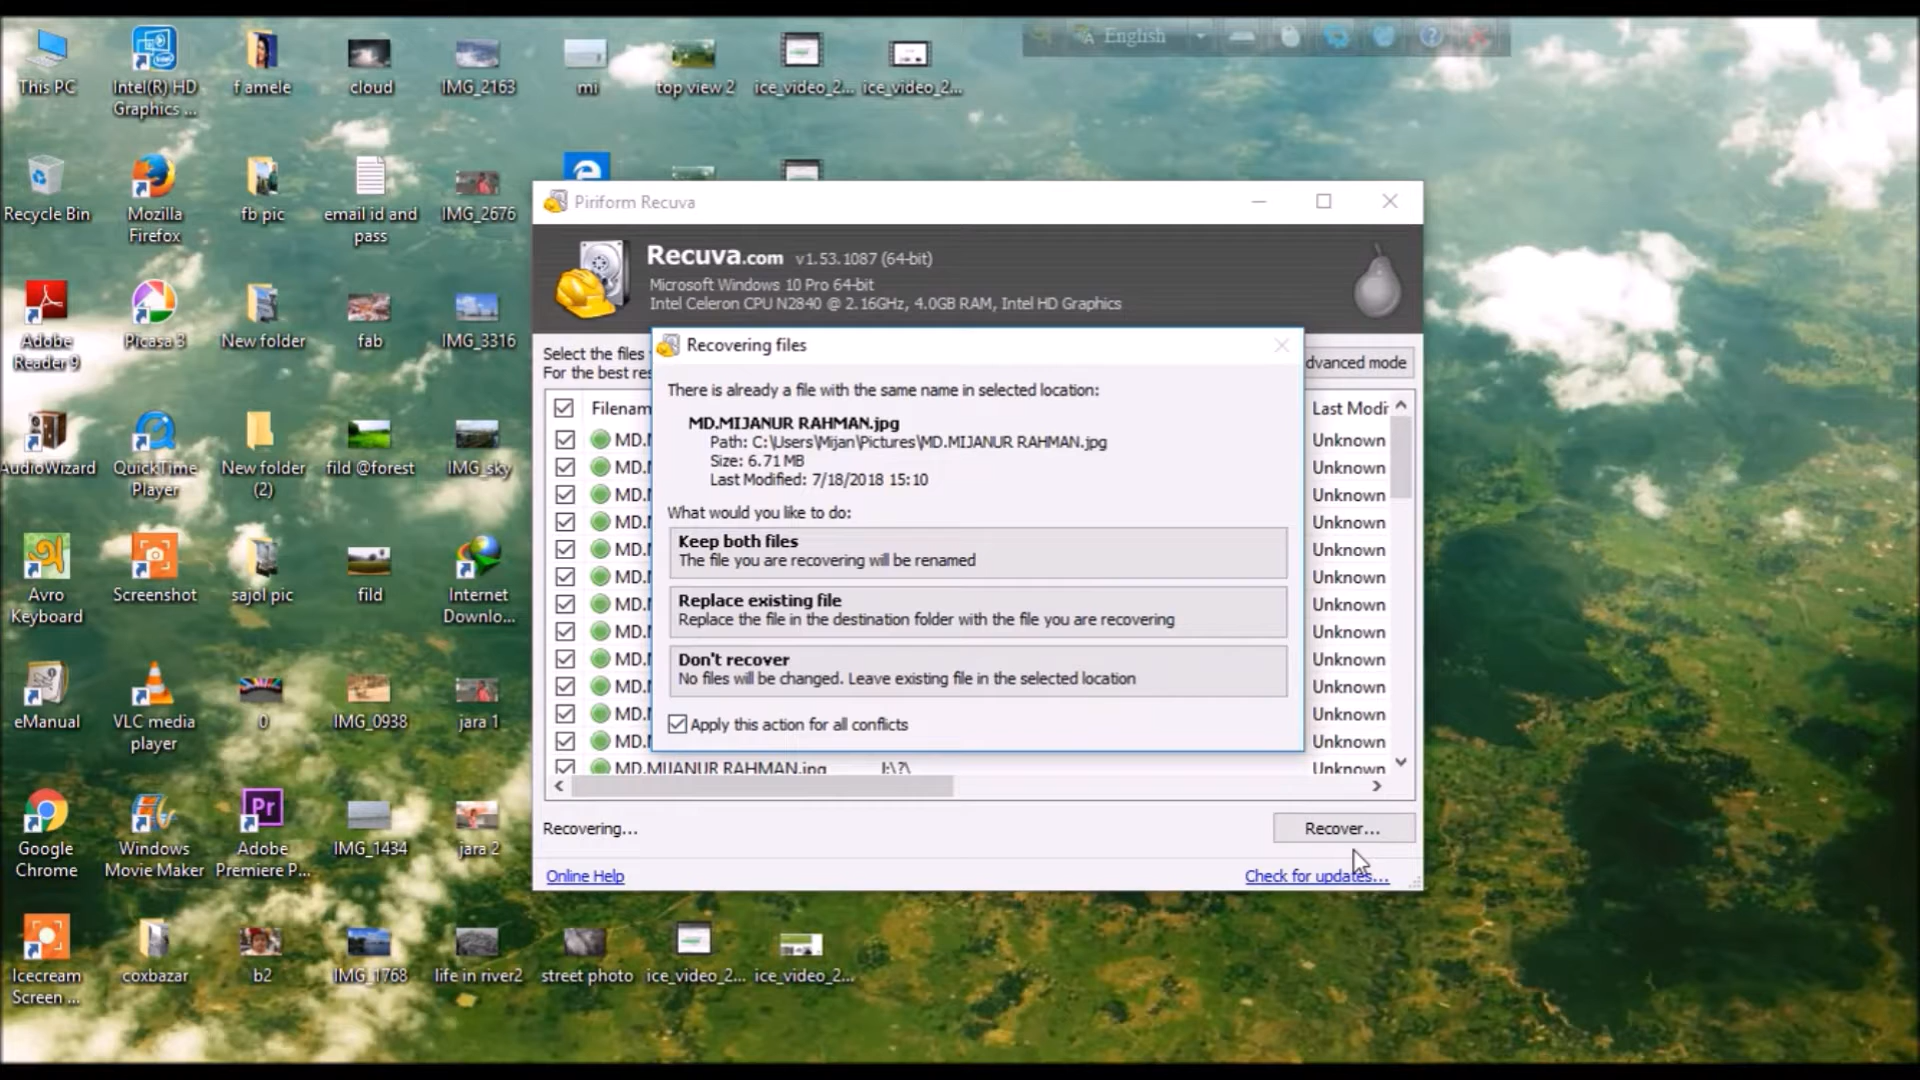 This PC
Intel(R) HD
Graphics ...
f amele
cloud
IMG_2163
mi
top view 2
ice_video_2...
ice_video_2...
English
Recycle Bin
Mozilla
Firefox
fb pic
email id and
pass
IMG_2676
Adobe
Reader 9
Picasa 3
New folder
fab
IMG_3316
AudioWizard
QuickTime
Player
New folder
(2)
fild @forest
IMG_sky
Avro
Keyboard
Screenshot
sajol pic
fild
Internet
Downlo...
eManual
VLC media
player
0
IMG_0938
jara 1
Google
Chrome
Windows
Movie Maker
Pr
Adobe
Premiere P...
IMG_1434
jara 2
Icecream
Screen ...
coxbazar
b2
IMG_1768
life in river2
street photo
ice_video_2...
ice_video_2...
Piriform Recuva
Recuva.com v1.53.1087 (64-bit)
Microsoft Windows 10 Pro 64-bit
Intel Celeron CPU N2840 @ 2.16GHz, 4.0GB RAM, Intel HD Graphics
Select the files
For the best res
dvanced mode
Filenam
Last Modif
MD.M Unknown
MD.M Unknown
MD.M Unknown
MD.M Unknown
MD.M Unknown
MD.M Unknown
MD.M Unknown
MD.M Unknown
MD.M Unknown
MD.M Unknown
MD.M Unknown
MD.M Unknown
MD.MIJANUR RAHMAN.jpg I:\?\ Unknown
Recovering files
There is already a file with the same name in selected location:
MD.MIJANUR RAHMAN.jpg
Path: C:\Users\Mijan\Pictures\MD.MIJANUR RAHMAN.jpg
Size: 6.71 MB
Last Modified: 7/18/2018 15:10
What would you like to do:
Keep both files
The file you are recovering will be renamed
Replace existing file
Replace the file in the destination folder with the file you are recovering
Don't recover
No files will be changed. Leave existing file in the selected location
Apply this action for all conflicts
Recovering...
Recover...
Online Help
Check for updates...